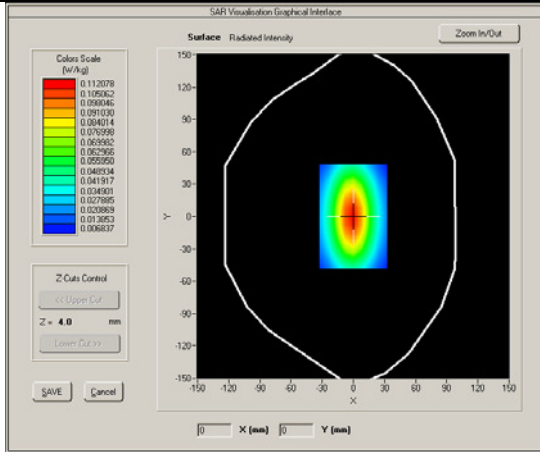 SAR Visualisation Graphical Interface
Surface Radiated Intensity
Zoom In/Out
Colors Scale
(W/kg)
0.112078
0.105062
0.098046
0.091030
0.084014
0.076998
0.069982
0.062966
0.055950
0.048934
0.041917
0.034901
0.027885
0.020869
0.013853
0.006837
Z-Cuts Control
<< Upper Cut
Z = 4.0 mm
Lower Cut >>
SAVE Cancel
150
120
90
60
30
0
-30
-60
-90
-120
-150
Y
-150 -120 -90 -60 -30 0 30 60 90 120 150
X
0 X (mm) 0 Y (mm)